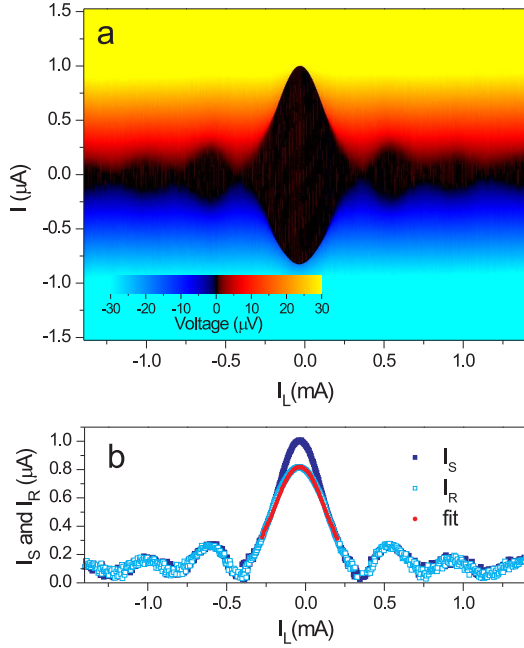 a
1.5
1.0
0.5
0.0
-0.5
-1.0
-1.5
I (μA)
-30 -20 -10 0 10 20 30
Voltage (μV)
-1.0 -0.5 0.0 0.5 1.0
I_L(mA)
b
1.0
0.8
0.6
0.4
0.2
0.0
I_S and I_R (μA)
I_S
I_R
fit
-1.0 -0.5 0.0 0.5 1.0
I_L(mA)